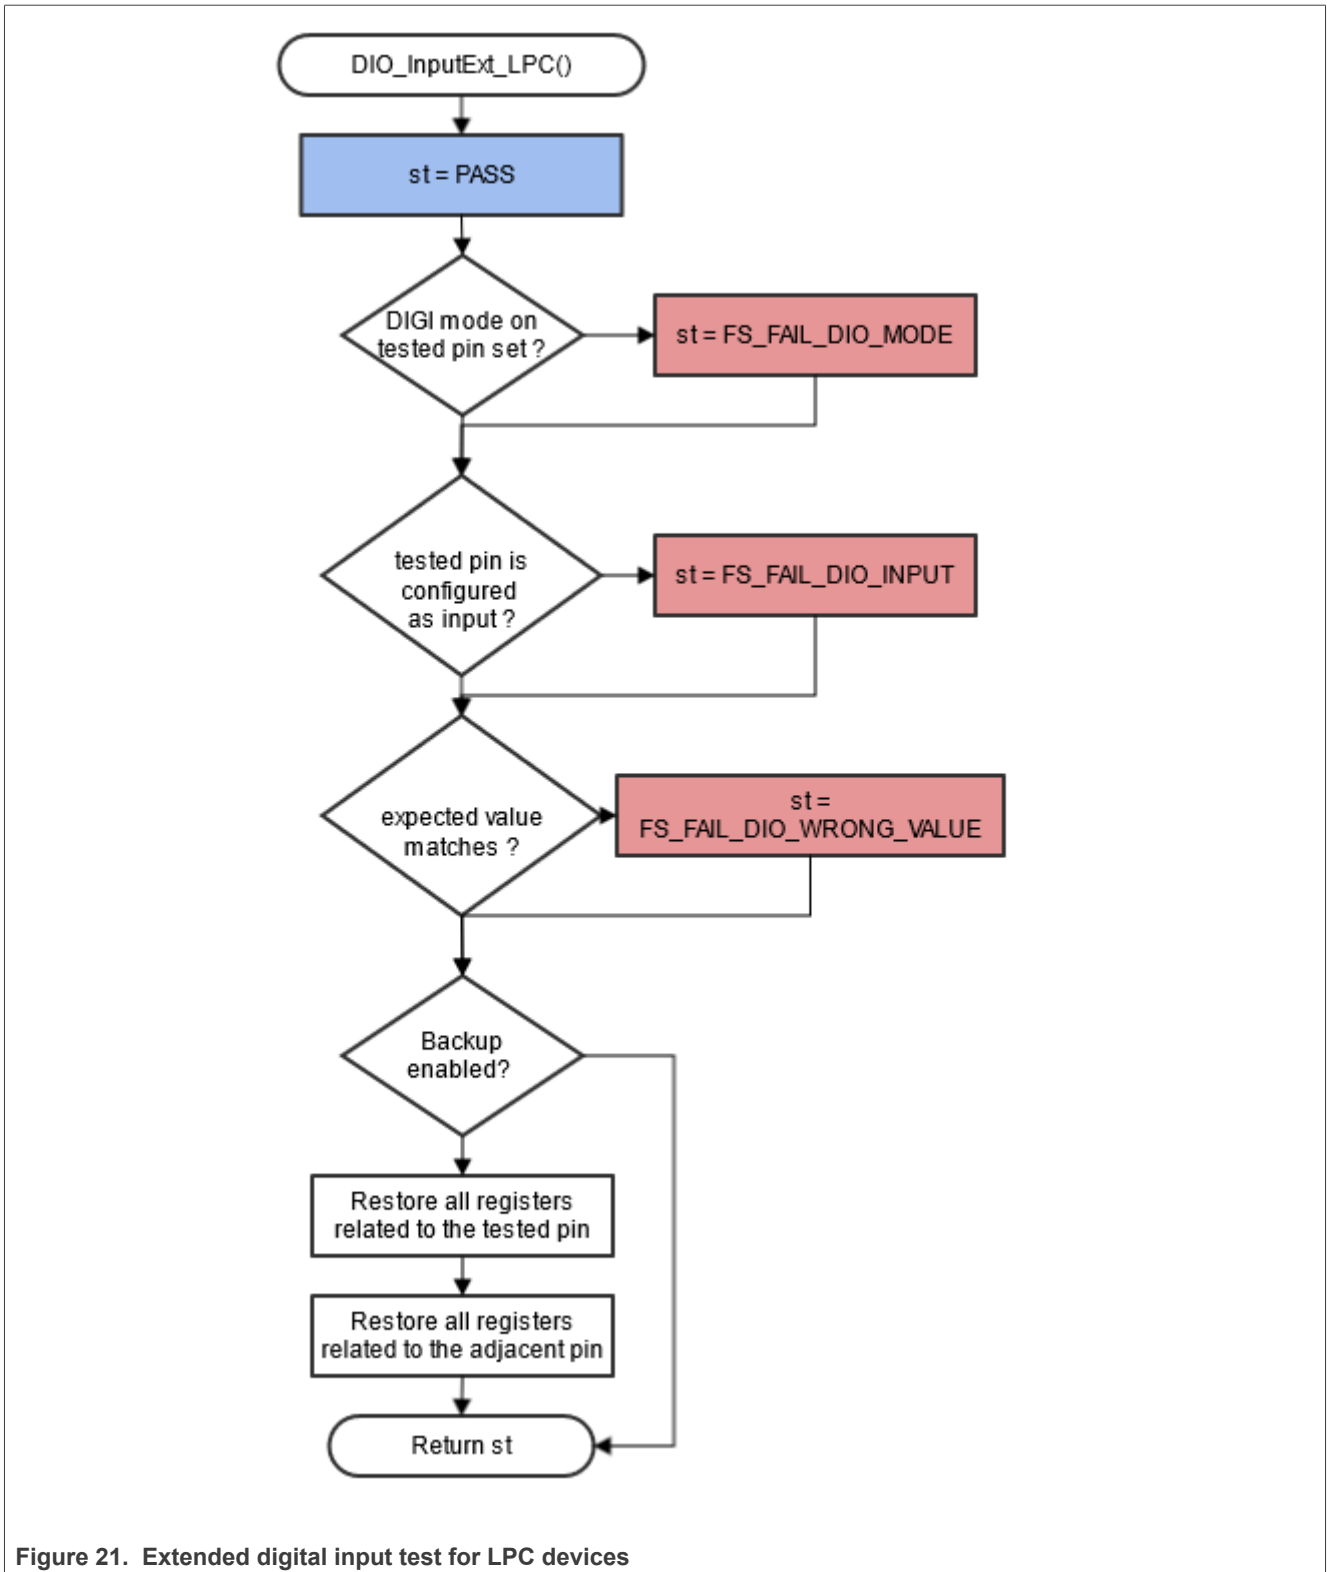 DIO_InputExt_LPC()
st = PASS
DIGI mode on
tested pin set ?
st = FS_FAIL_DIO_MODE
tested pin is
configured
as input ?
st = FS_FAIL_DIO_INPUT
expected value
matches ?
st =
FS_FAIL_DIO_WRONG_VALUE
Backup
enabled?
Restore all registers
related to the tested pin
Restore all registers
related to the adjacent pin
Return st
Figure 21. Extended digital input test for LPC devices